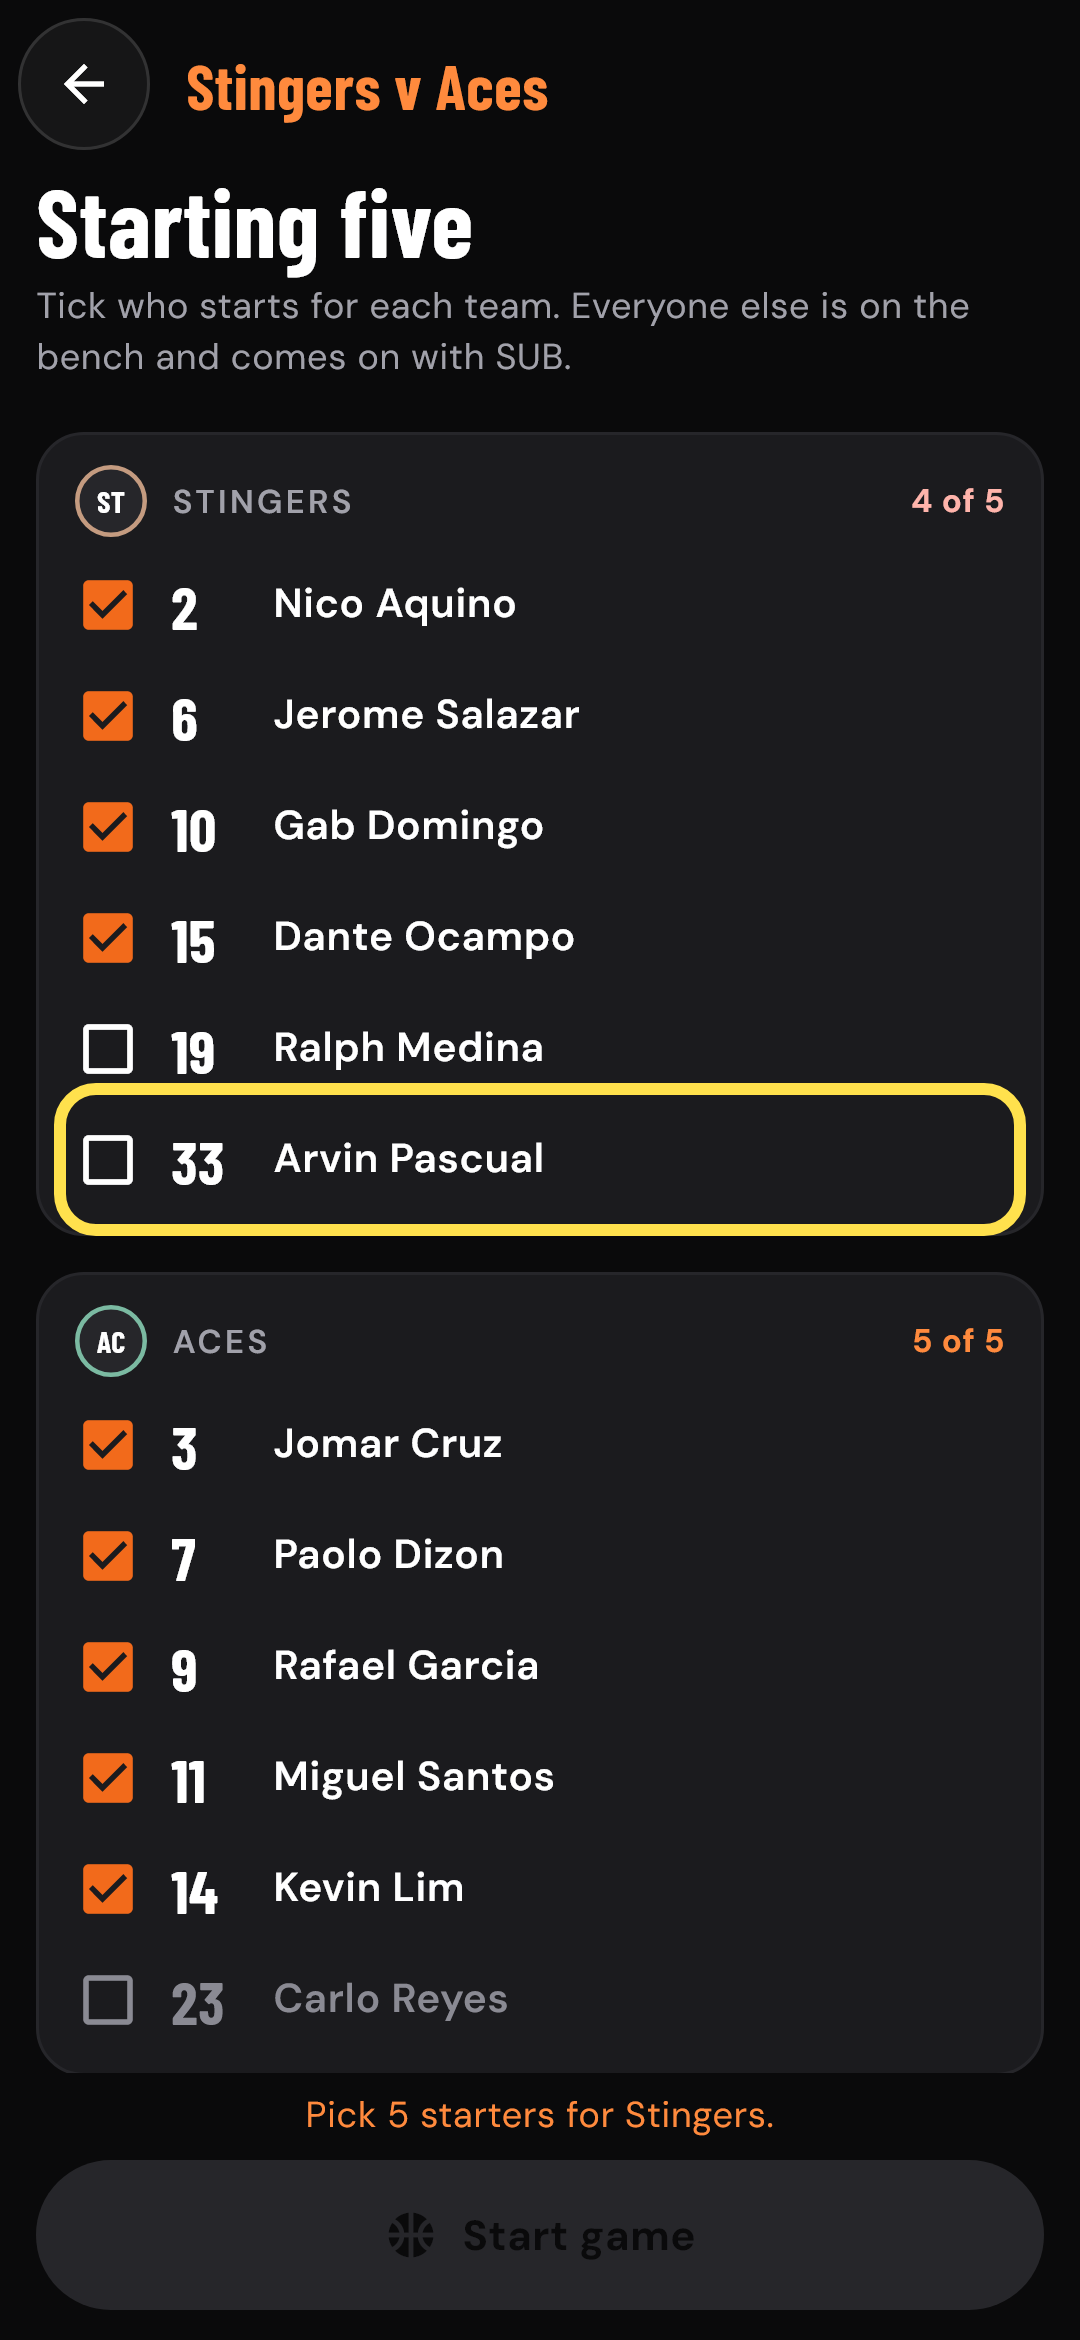 Stingers v Aces
Starting five
Tick who starts for each team. Everyone else is on the
bench and comes on with SUB.
ST STINGERS 4 of 5
2 Nico Aquino
6 Jerome Salazar
10 Gab Domingo
15 Dante Ocampo
19 Ralph Medina
33 Arvin Pascual
AC ACES 5 of 5
3 Jomar Cruz
7 Paolo Dizon
9 Rafael Garcia
11 Miguel Santos
14 Kevin Lim
23 Carlo Reyes
Pick 5 starters for Stingers.
Start game